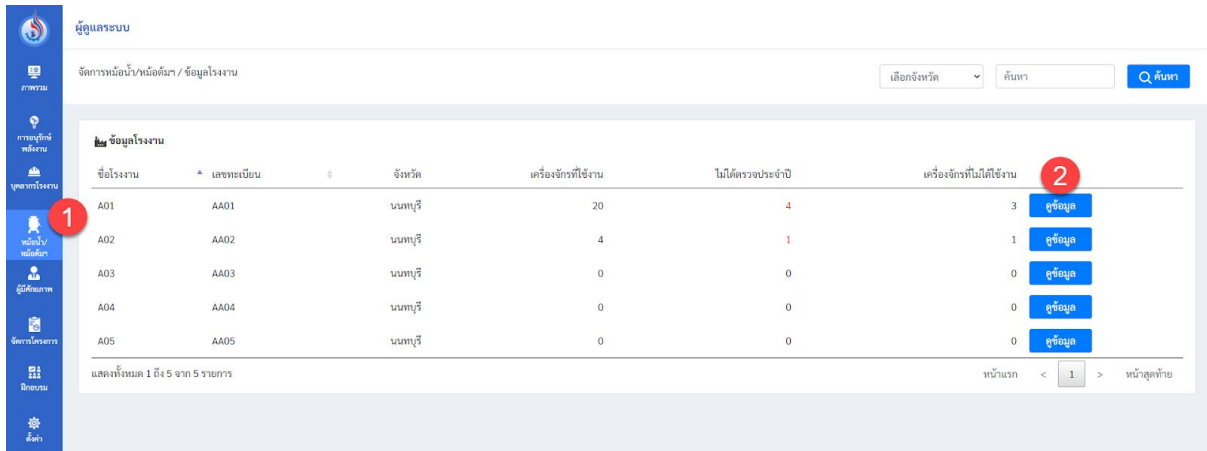 ผู้ดูแลระบบ
จัดการหม้อน้ำ/หม้อต้มฯ / ข้อมูลโรงงาน
เลือกจังหวัด ค้นหา ค้นหา
ภาพรวม
การอนุรักษ์
พลังงาน
บุคลากรโรงงาน
1
หม้อน้ำ/
หม้อต้มฯ
ผู้มีศักยภาพ
จัดการโครงการ
ฝึกอบรม
ตั้งค่า
ข้อมูลโรงงาน
ชื่อโรงงาน เลขทะเบียน จังหวัด เครื่องจักรที่ใช้งาน ไม่ได้ตรวจประจำปี เครื่องจักรที่ไม่ได้ใช้งาน 2
A01 AA01 นนทบุรี 20 4 3 ดูข้อมูล
A02 AA02 นนทบุรี 4 1 1 ดูข้อมูล
A03 AA03 นนทบุรี 0 0 0 ดูข้อมูล
A04 AA04 นนทบุรี 0 0 0 ดูข้อมูล
A05 AA05 นนทบุรี 0 0 0 ดูข้อมูล
แสดงทั้งหมด 1 ถึง 5 จาก 5 รายการ หน้าแรก < 1 > หน้าสุดท้าย